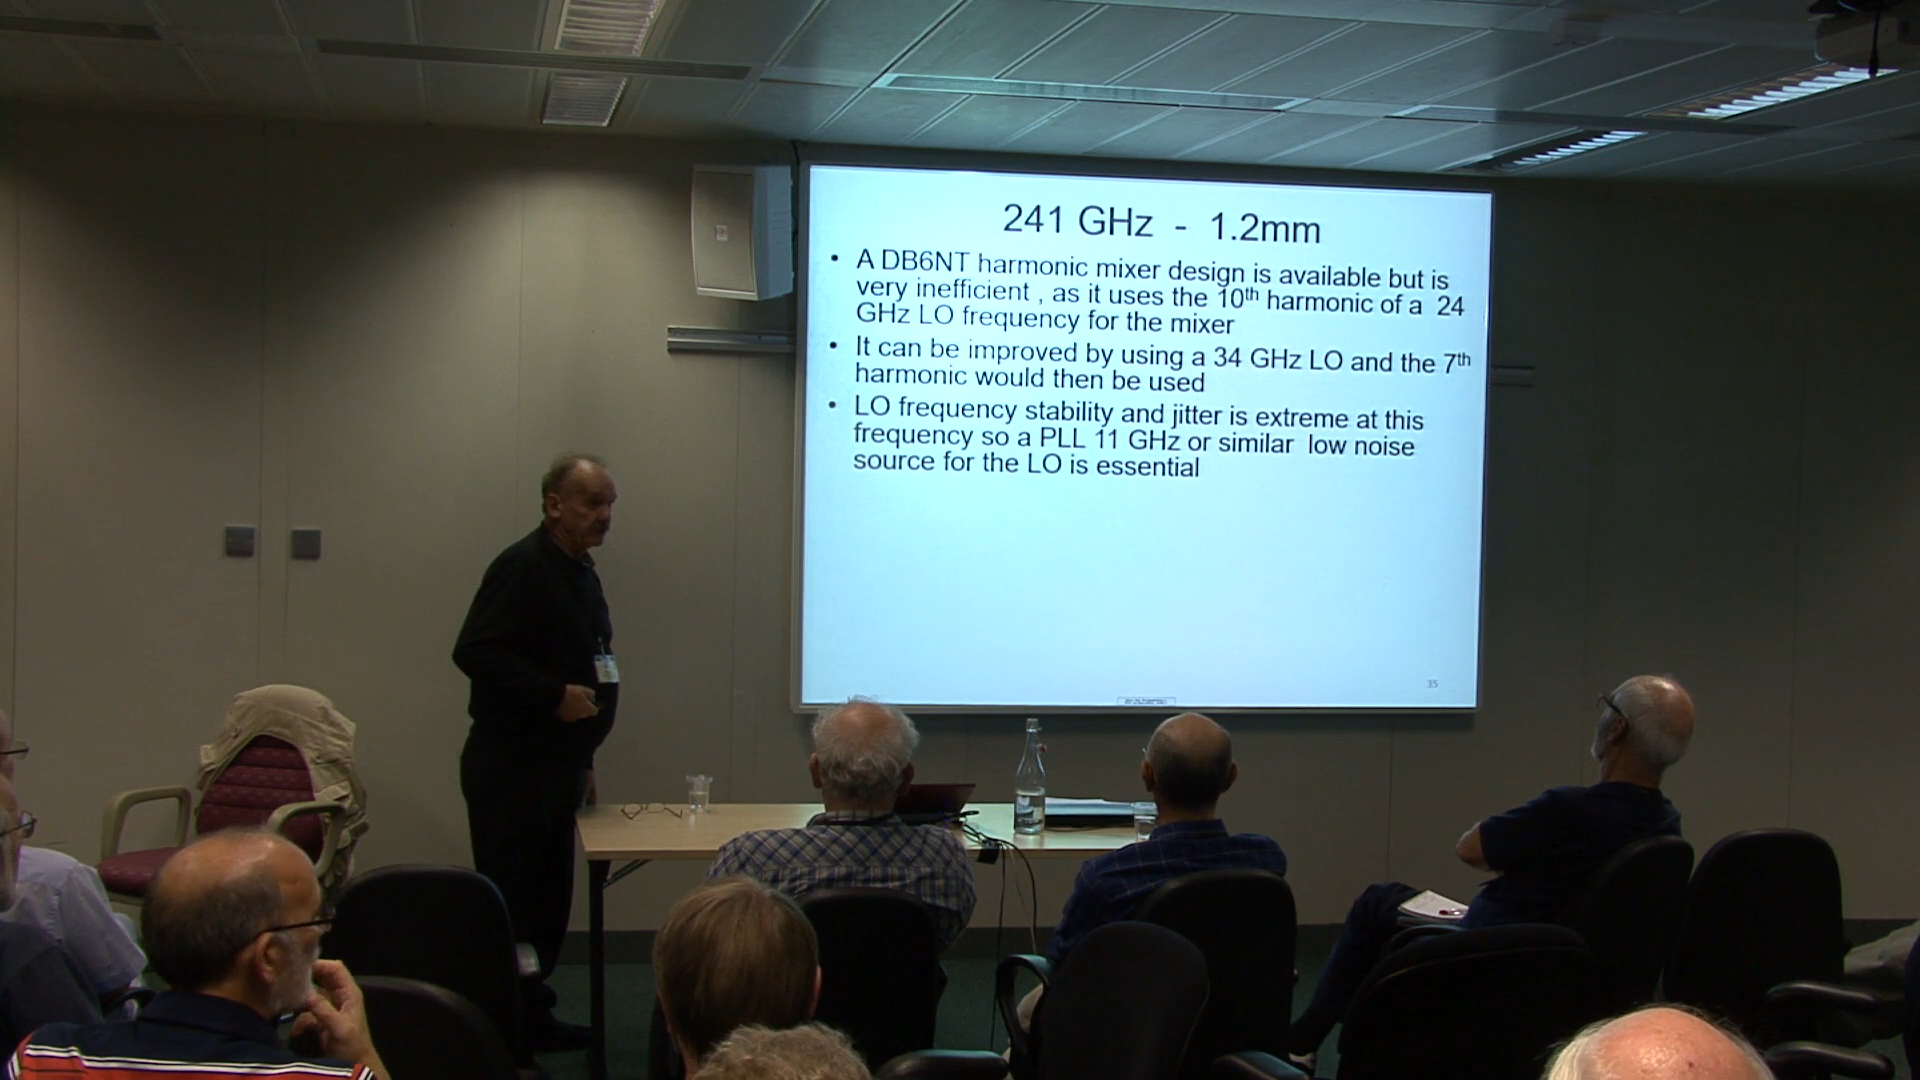 241 GHz - 1.2mm
• A DB6NT harmonic mixer design is available but is
very inefficient , as it uses the 10th harmonic of a 24
GHz LO frequency for the mixer
• It can be improved by using a 34 GHz LO and the 7th
harmonic would then be used
• LO frequency stability and jitter is extreme at this
frequency so a PLL 11 GHz or similar low noise
source for the LO is essential
35